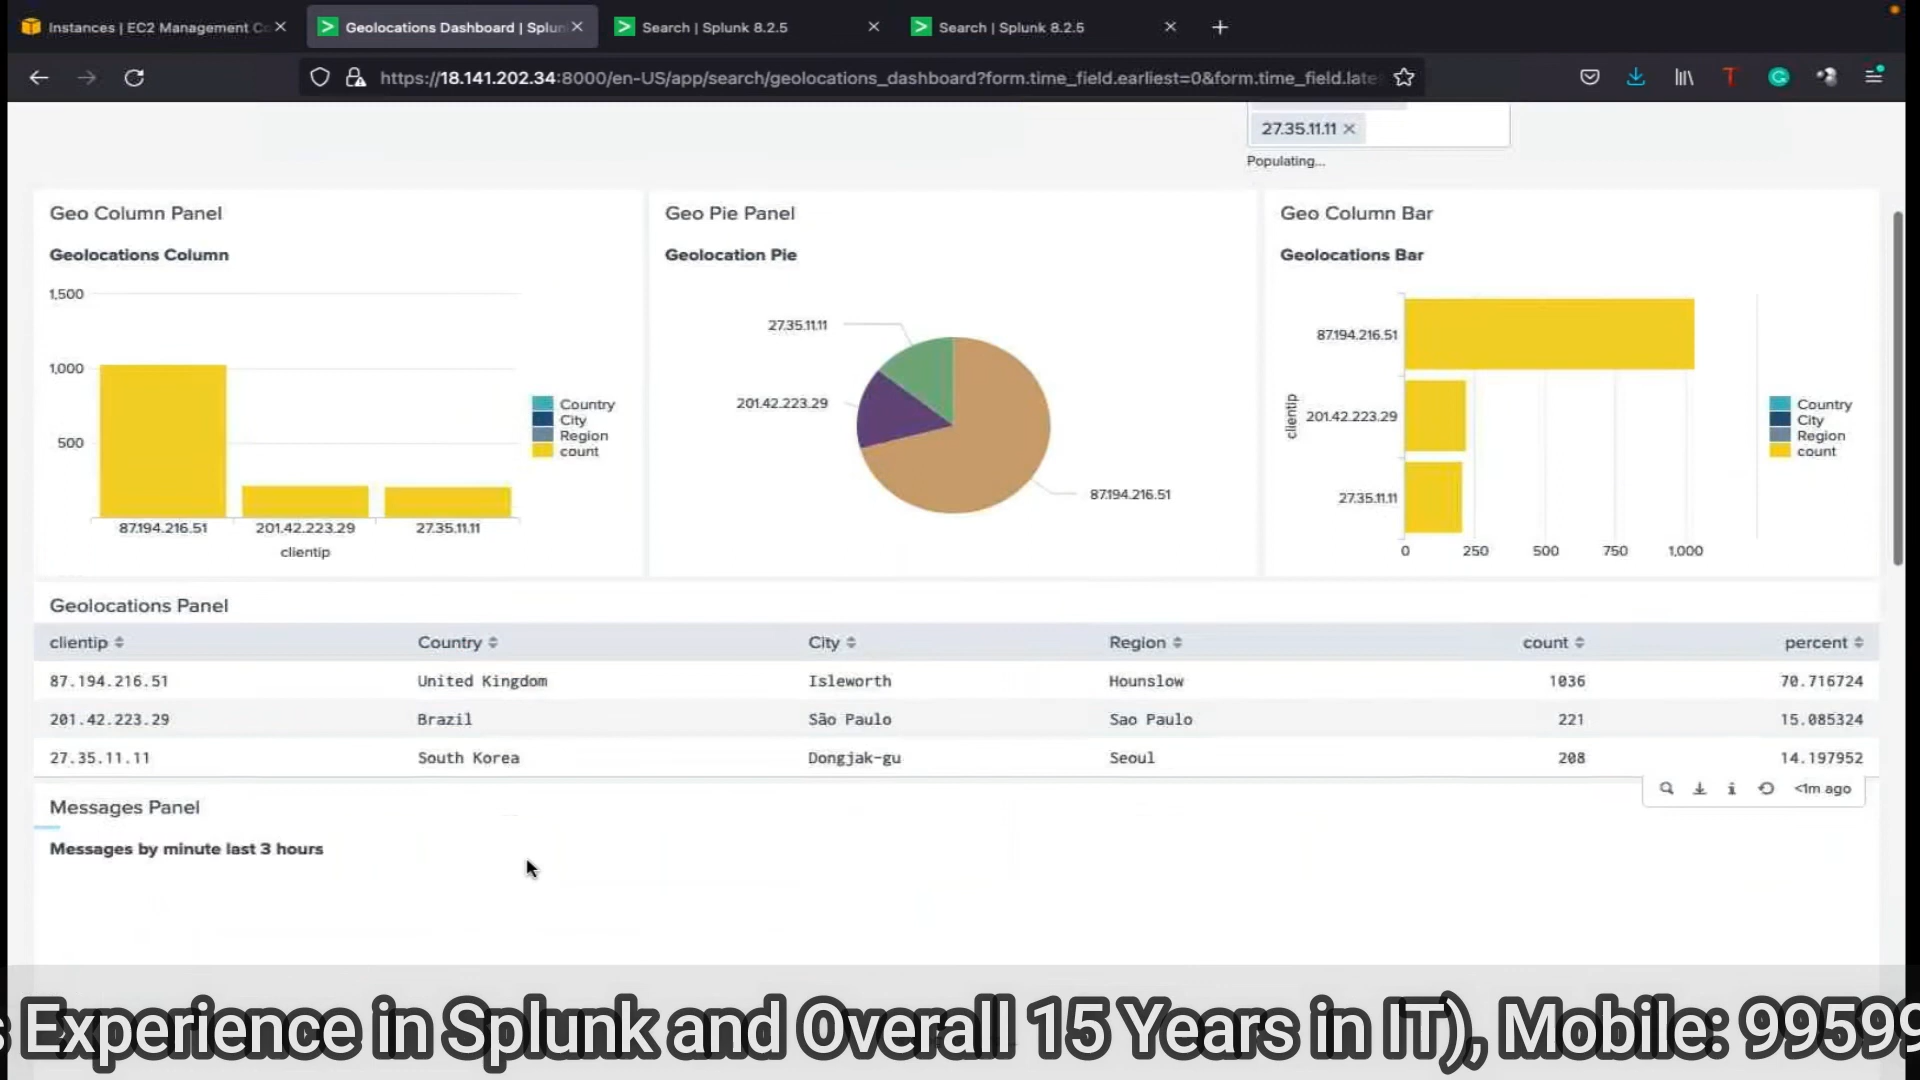 Instances | EC2 Management Co
Geolocations Dashboard | Splun
Search | Splunk 8.2.5
Search | Splunk 8.2.5
https://18.141.202.34:8000/en-US/app/search/geolocations_dashboard?form.time_field.earliest=0&form.time_field.late
27.35.11.11
Populating...
Geo Column Panel
Geolocations Column
1,500
1,000
500
87.194.216.51
201.42.223.29
27.35.11.11
clientip
Country
City
Region
count
Geo Pie Panel
Geolocation Pie
27.35.11.11
201.42.223.29
87.194.216.51
Geo Column Bar
Geolocations Bar
clientip
87.194.216.51
201.42.223.29
27.35.11.11
0 250 500 750 1,000
Country
City
Region
count
Geolocations Panel
clientip Country City Region count percent
87.194.216.51 United Kingdom Isleworth Hounslow 1036 70.716724
201.42.223.29 Brazil São Paulo Sao Paulo 221 15.085324
27.35.11.11 South Korea Dongjak-gu Seoul 208 14.197952
<1m ago
Messages Panel
Messages by minute last 3 hours
s Experience in Splunk and Overall 15 Years in IT), Mobile: 99599